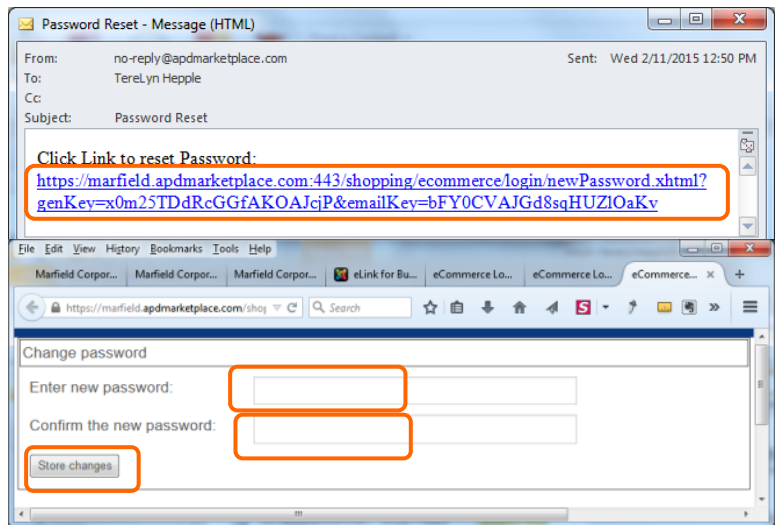 Password Reset - Message (HTML)
From: no-reply@apdmarketplace.com Sent: Wed 2/11/2015 12:50 PM
To: TereLyn Hepple
Cc:
Subject: Password Reset
Click Link to reset Password:
https://marfield.apdmarketplace.com:443/shopping/ecommerce/login/newPassword.xhtml?
genKey=x0m25TDdRcGGfAKOAJcjP&emailKey=bFY0CVAJGd8sqHUZlOaKv
File Edit View History Bookmarks Tools Help
Marfield Corpor... Marfield Corpor... Marfield Corpor... eLink for Bu... eCommerce Lo... eCommerce Lo... eCommerce...
https://marfield.apdmarketplace.com/shop Search
Change password
Enter new password:
Confirm the new password:
Store changes